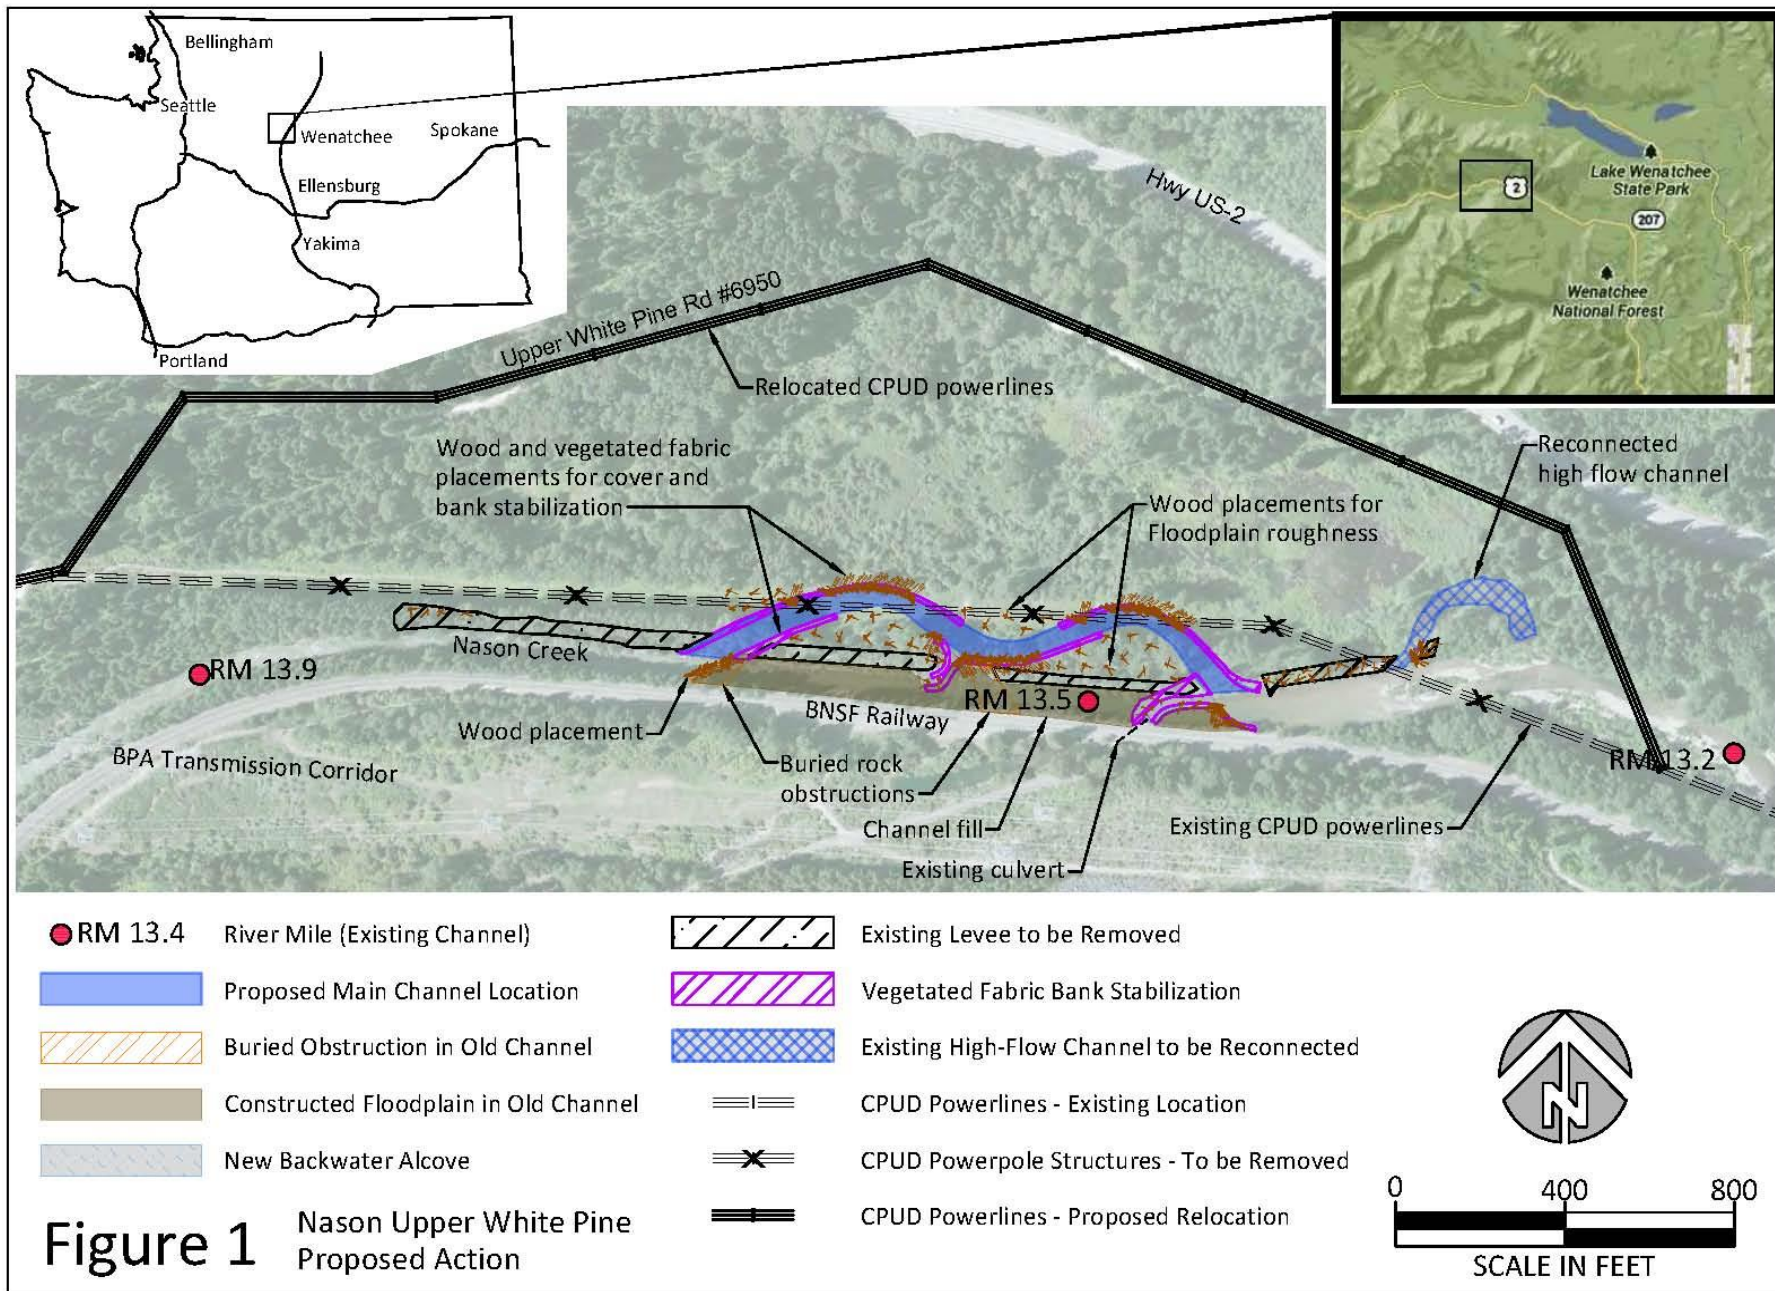 Bellingham
Seattle
Wenatchee
Spokane
Ellensburg
Yakima
Portland
2
Lake Wenatchee
State Park
207
Wenatchee
National Forest
Hwy US-2
Upper White Pine Rd #6950
Relocated CPUD powerlines
Wood and vegetated fabric
placements for cover and
bank stabilization
Wood placements for
Floodplain roughness
Reconnected
high flow channel
Nason Creek
RM 13.9
RM 13.5
RM 13.2
BNSF Railway
Wood placement
BPA Transmission Corridor
Buried rock
obstructions
Channel fill
Existing culvert
Existing CPUD powerlines
RM 13.4
River Mile (Existing Channel)
Proposed Main Channel Location
Buried Obstruction in Old Channel
Constructed Floodplain in Old Channel
New Backwater Alcove
Existing Levee to be Removed
Vegetated Fabric Bank Stabilization
Existing High-Flow Channel to be Reconnected
CPUD Powerlines - Existing Location
CPUD Powerpole Structures - To be Removed
CPUD Powerlines - Proposed Relocation
N
0 400 800
SCALE IN FEET
Figure 1
Nason Upper White Pine
Proposed Action